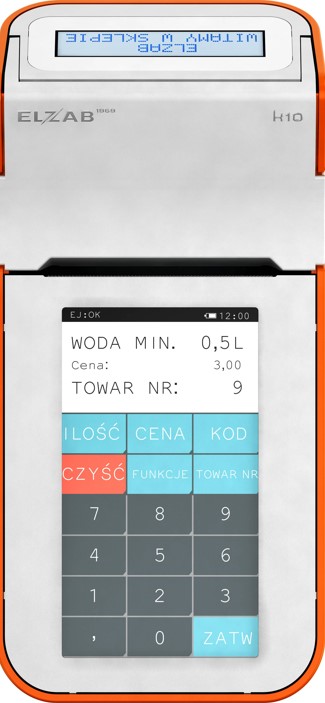 WITAMY W SKLEPIE
ELZAB
ELZAB 1969
K10
EJ:OK 12:00
WODA MIN. 0,5L
Cena: 3,00
TOWAR NR: 9
ILOŚĆ CENA KOD
CZYŚĆ FUNKCJE TOWAR NR
7 8 9
4 5 6
1 2 3
, 0 ZATW